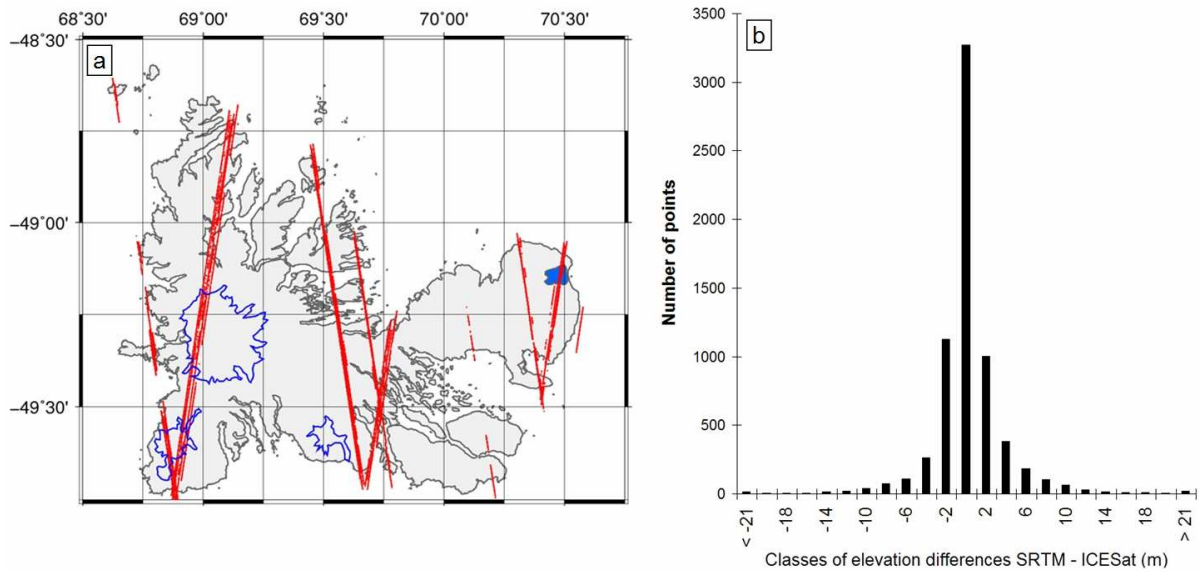 68˚30' 69˚00' 69˚30' 70˚00' 70˚30'
−48˚30'
−49˚00'
−49˚30'
a
b
3500
3000
2500
2000
1500
1000
500
0
Number of points
< -21 -18 -14 -10 -6 -2 2 6 10 14 18 > 21
Classes of elevation differences SRTM - ICESat (m)